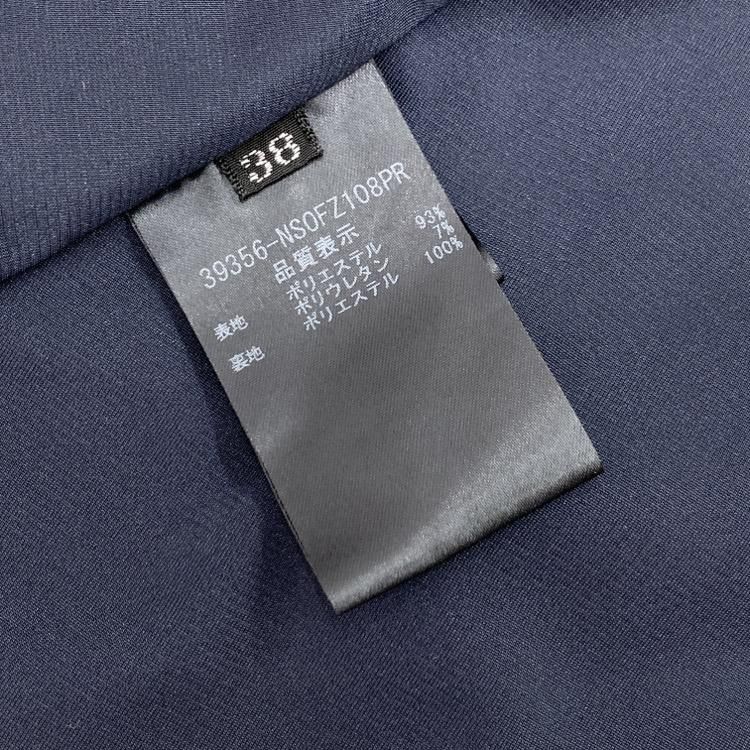 38
39356-NS0FZ108PR
品質表示
表地 ポリエステル 93%
ポリウレタン 7%
裏地 ポリエステル 100%